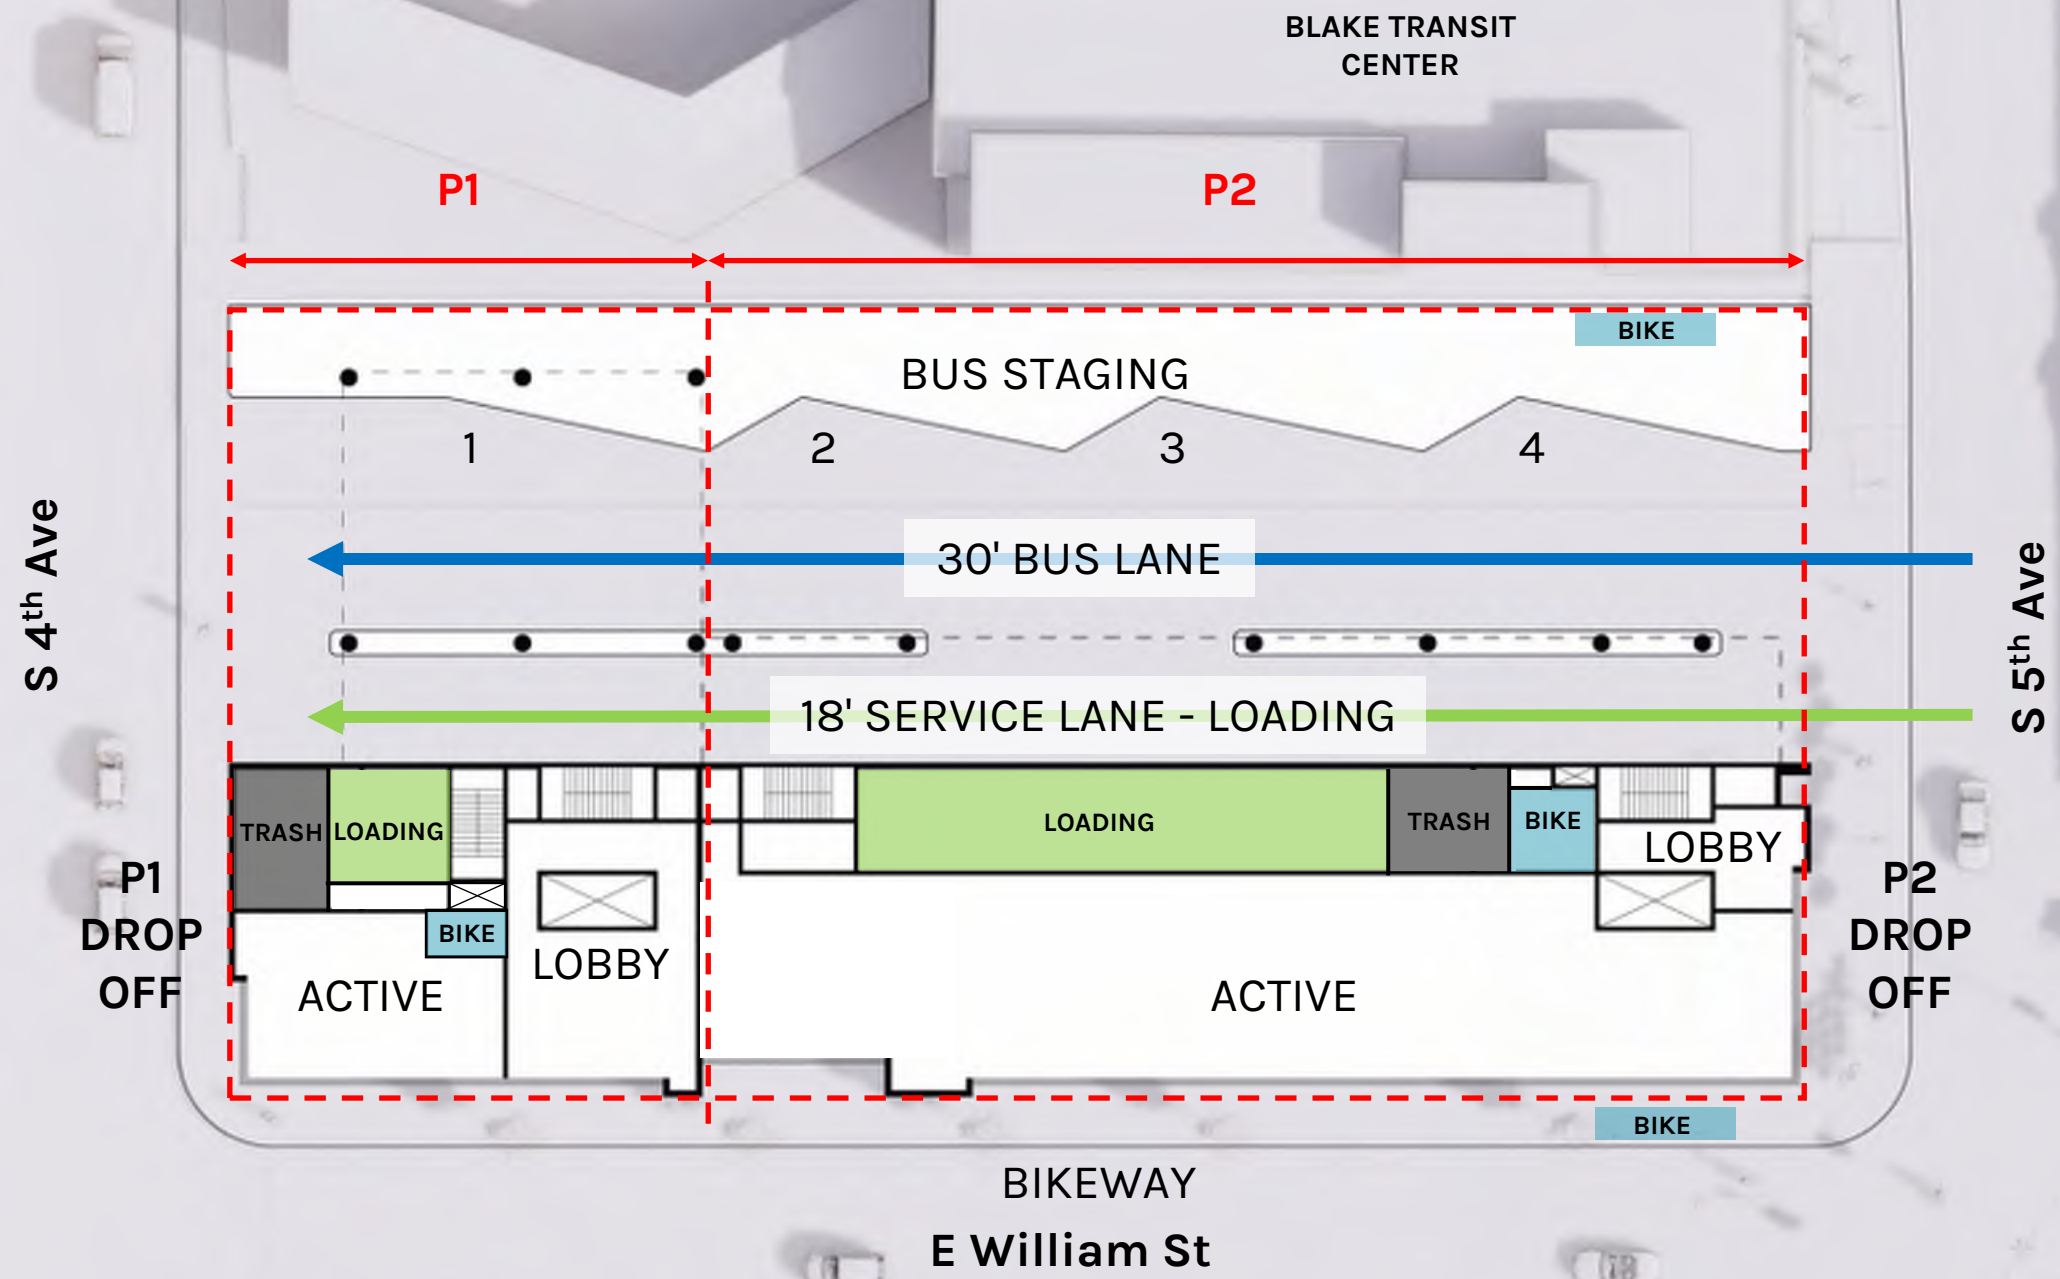 BLAKE TRANSIT
CENTER
P1
P2
BIKE
BUS STAGING
1
2
3
4
S 4th Ave
30' BUS LANE
S 5th Ave
18' SERVICE LANE - LOADING
TRASH
LOADING
LOADING
TRASH
BIKE
LOBBY
P1
DROP
OFF
BIKE
LOBBY
ACTIVE
ACTIVE
P2
DROP
OFF
BIKE
BIKEWAY
E William St